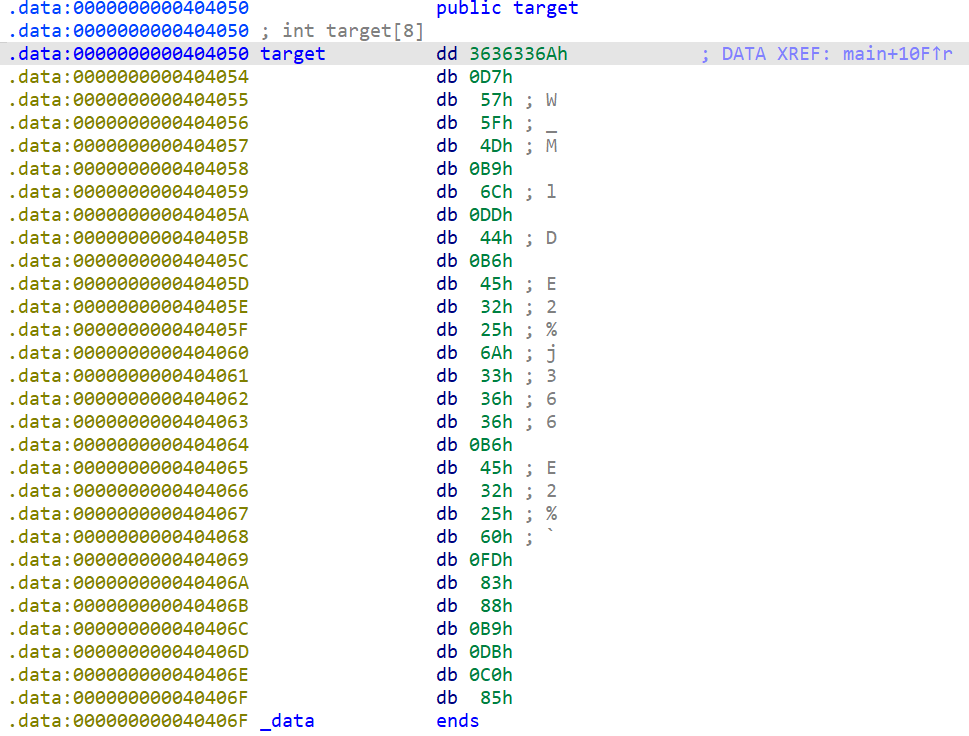 .data:0000000000404050 public target
.data:0000000000404050 ; int target[8]
.data:0000000000404050 target dd 3636336Ah ; DATA XREF: main+10F↑r
.data:0000000000404054 db 0D7h
.data:0000000000404055 db 57h ; W
.data:0000000000404056 db 5Fh ; _
.data:0000000000404057 db 4Dh ; M
.data:0000000000404058 db 0B9h
.data:0000000000404059 db 6Ch ; l
.data:000000000040405A db 0DDh
.data:000000000040405B db 44h ; D
.data:000000000040405C db 0B6h
.data:000000000040405D db 45h ; E
.data:000000000040405E db 32h ; 2
.data:000000000040405F db 25h ; %
.data:0000000000404060 db 6Ah ; j
.data:0000000000404061 db 33h ; 3
.data:0000000000404062 db 36h ; 6
.data:0000000000404063 db 36h ; 6
.data:0000000000404064 db 0B6h
.data:0000000000404065 db 45h ; E
.data:0000000000404066 db 32h ; 2
.data:0000000000404067 db 25h ; %
.data:0000000000404068 db 60h ; `
.data:0000000000404069 db 0FDh
.data:000000000040406A db 83h
.data:000000000040406B db 88h
.data:000000000040406C db 0B9h
.data:000000000040406D db 0DBh
.data:000000000040406E db 0C0h
.data:000000000040406F db 85h
.data:000000000040406F _data ends